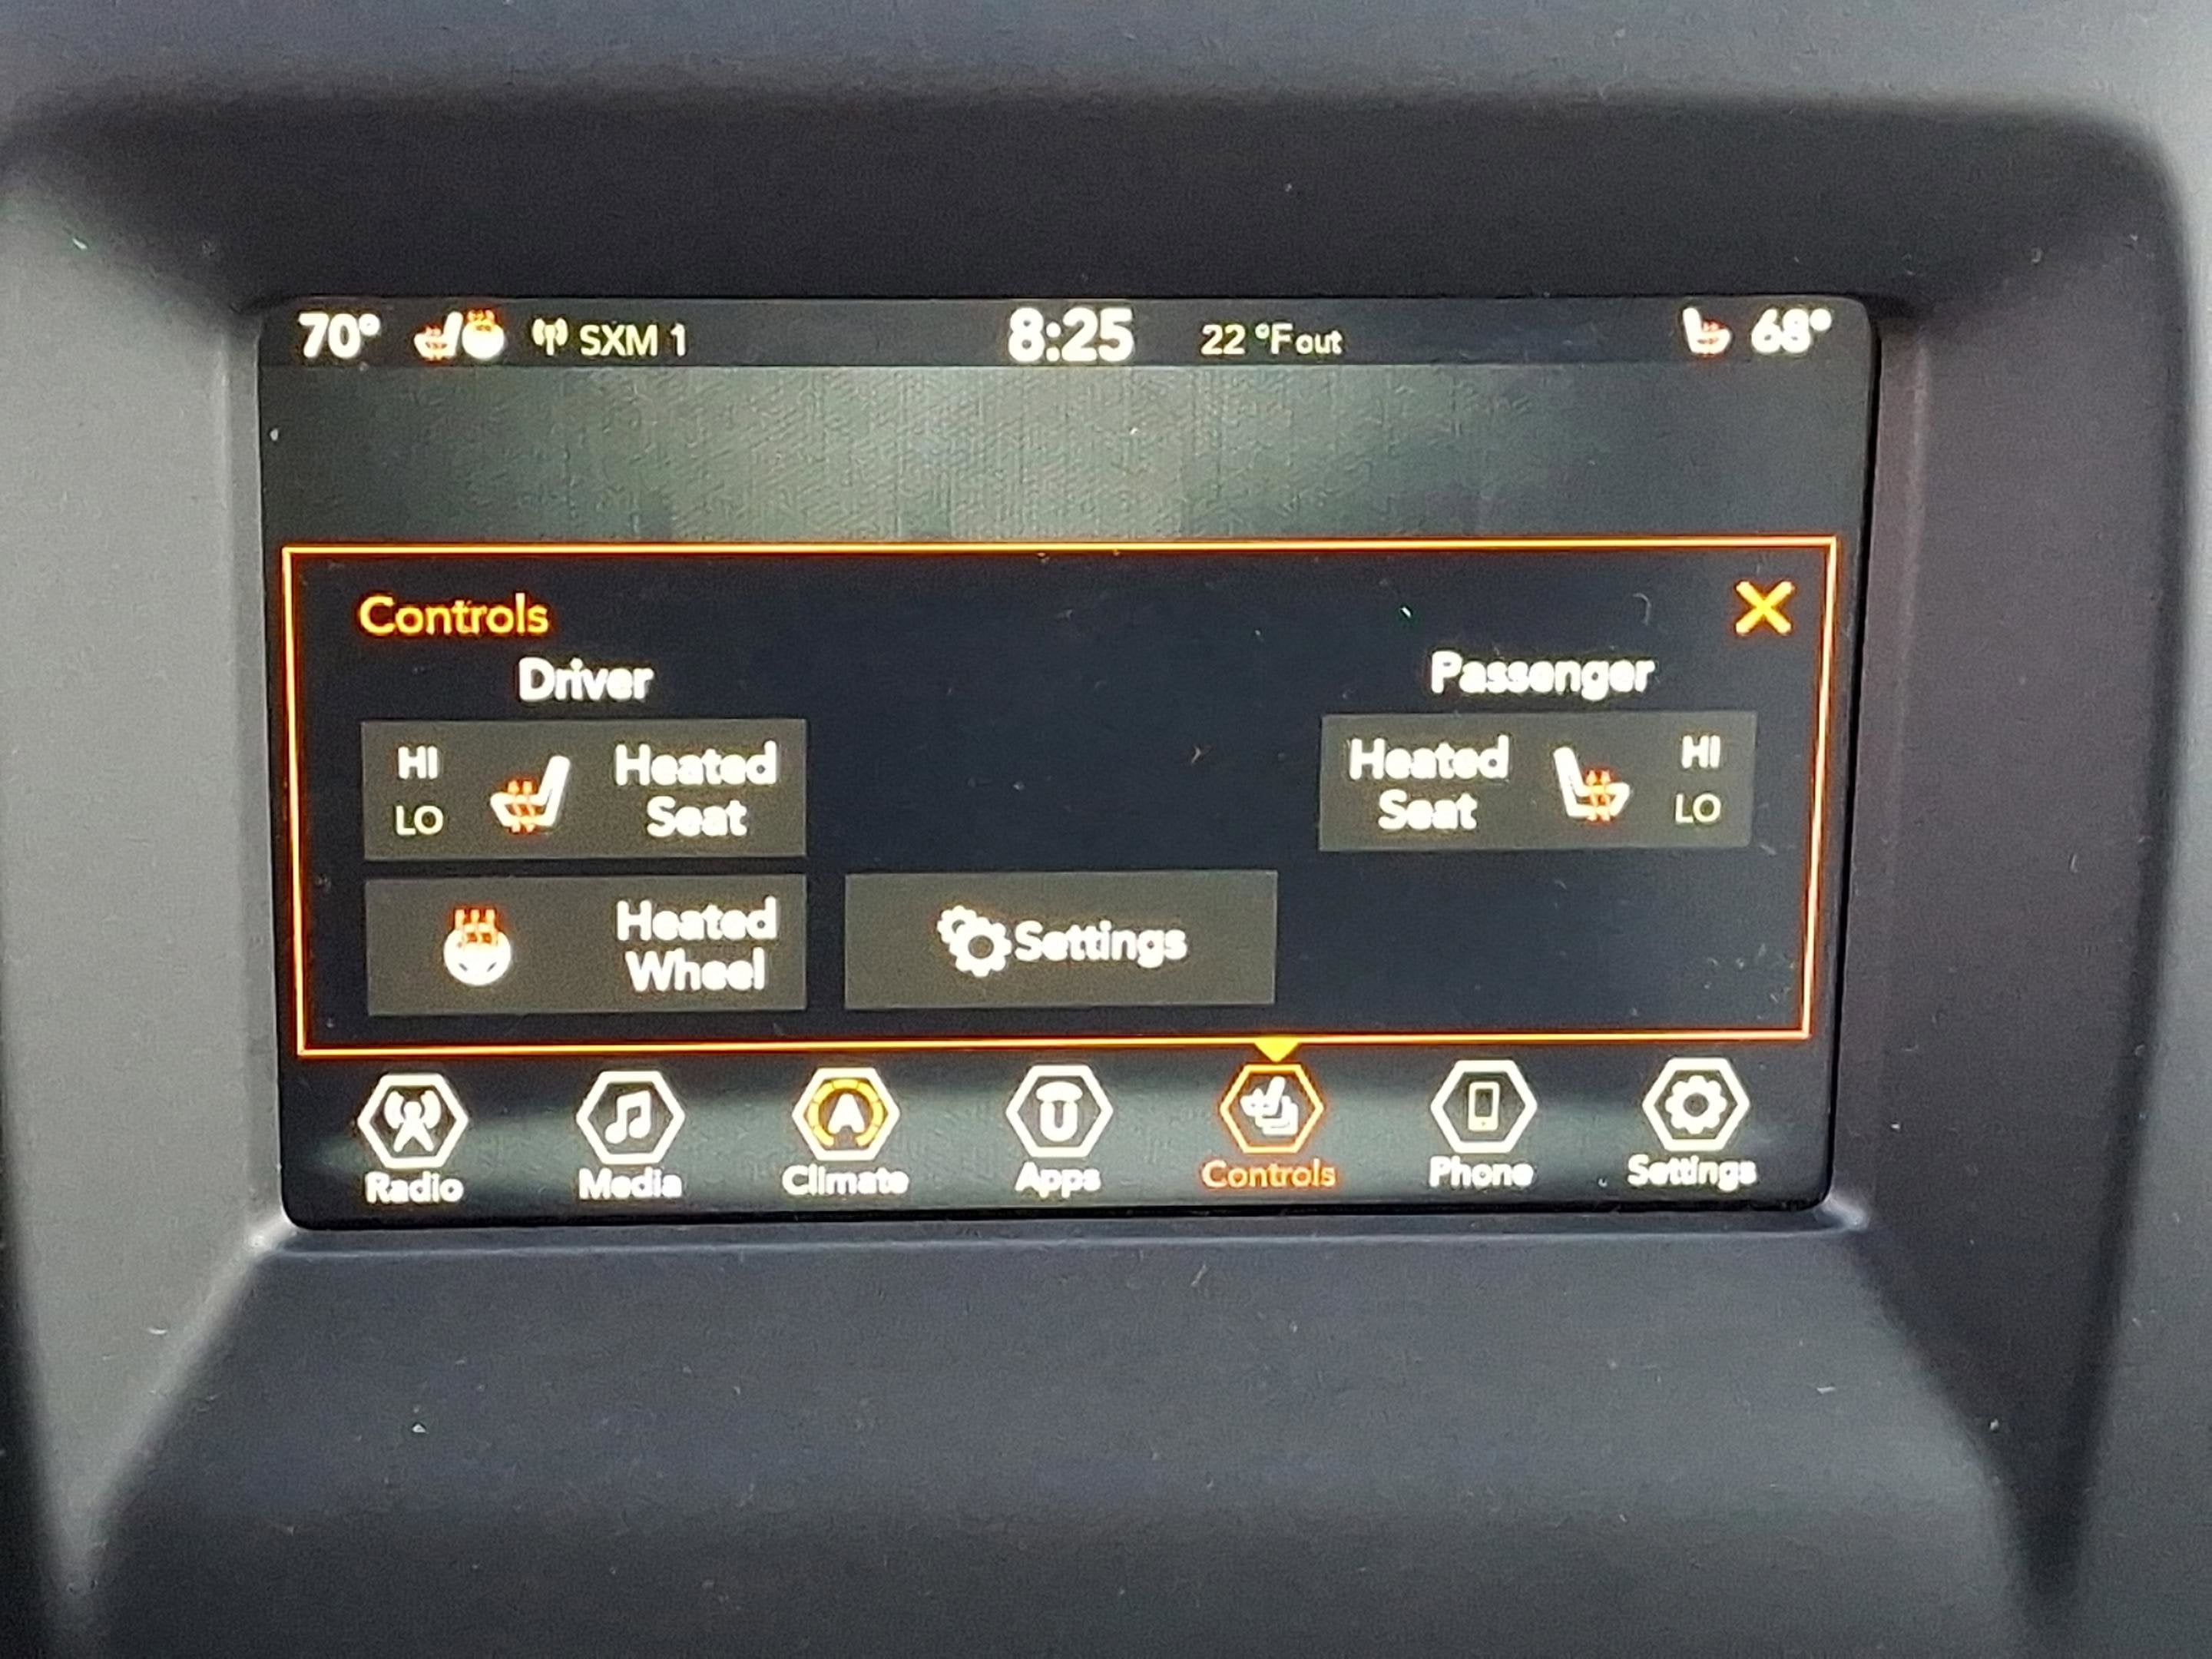 70° SXM 1 8:25 22 °F out 68°
Controls
Driver
Passenger
HI
LO
Heated
Seat
Heated
Seat
HI
LO
Heated
Wheel
Settings
Radio
Media
A
Climate
Apps
Controls
Phone
Settings